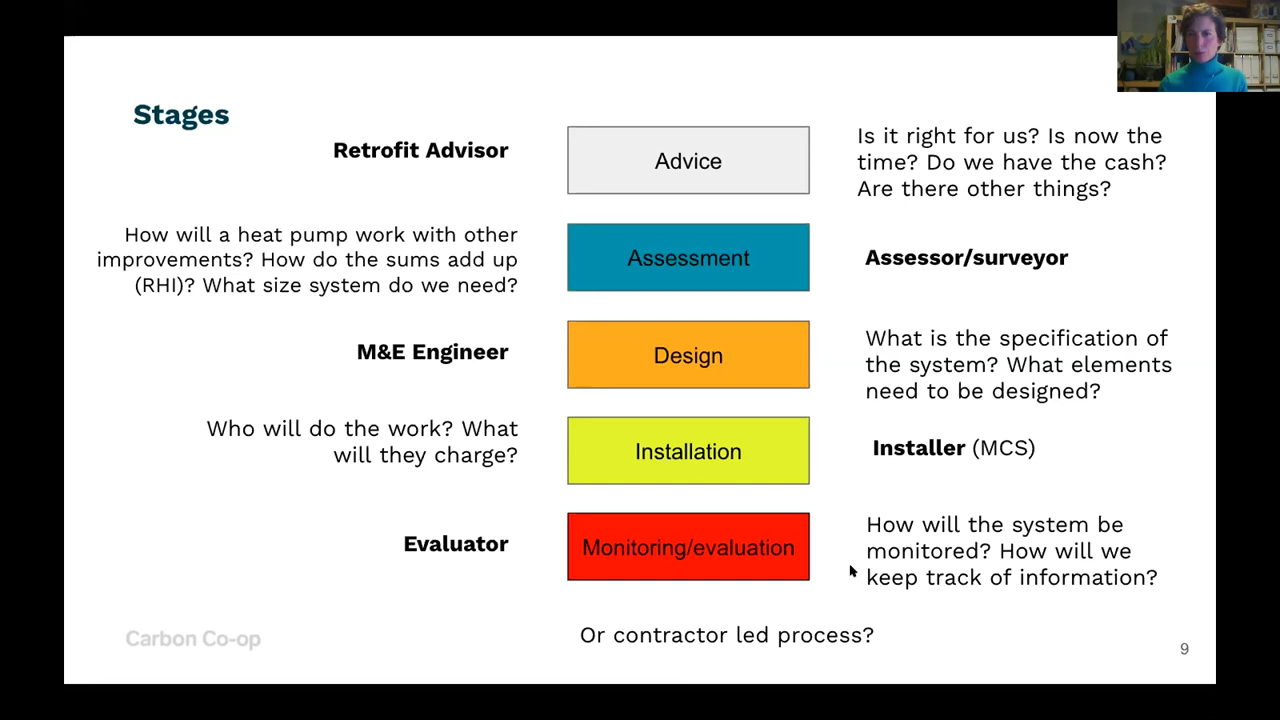 Stages
Retrofit Advisor
Advice
Is it right for us? Is now the
time? Do we have the cash?
Are there other things?
How will a heat pump work with other
improvements? How do the sums add up
(RHI)? What size system do we need?
Assessment
Assessor/surveyor
M&E Engineer
Design
What is the specification of
the system? What elements
need to be designed?
Who will do the work? What
will they charge?
Installation
Installer (MCS)
Evaluator
Monitoring/evaluation
How will the system be
monitored? How will we
keep track of information?
Or contractor led process?
Carbon Co-op
9